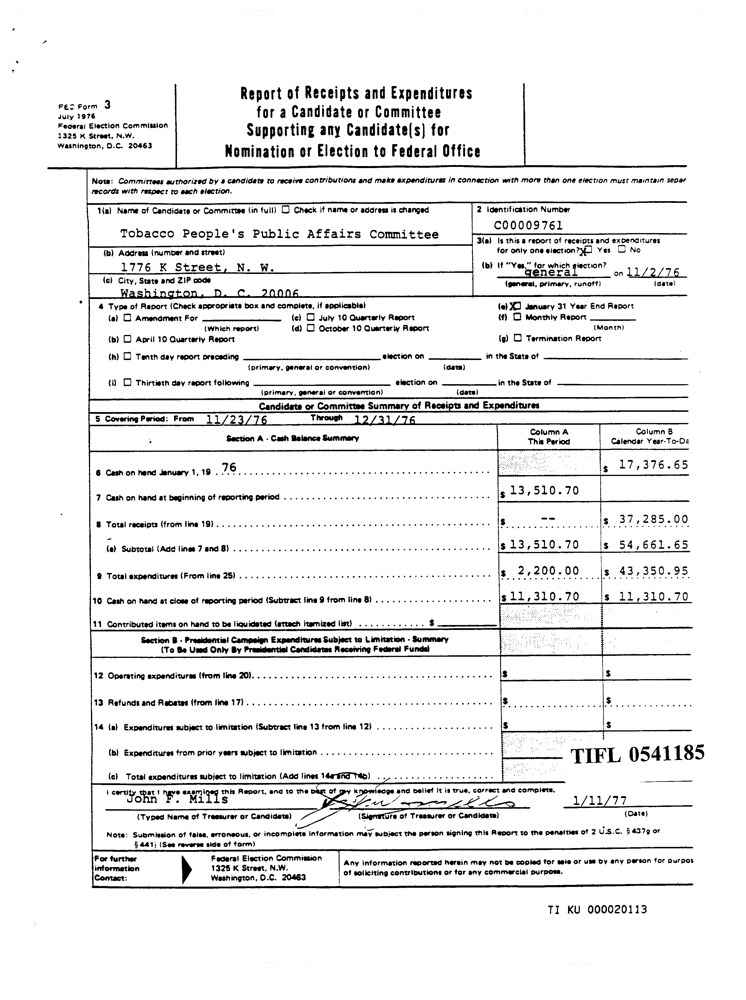 FEC Form 3
July 1976
Federal Election Commission
1325 K Street, N.W.
Washington, D.C. 20463
Report of Receipts and Expenditures
for a Candidate or Committee
Supporting any Candidate(s) for
Nomination or Election to Federal Office
Note: Committees authorized by a candidate to receive contributions and make expenditures in connection with more than one election must maintain separ
records with respect to each election.
1(a) Name of Candidate or Committee (in full) ☐ Check if name or address is changed
Tobacco People's Public Affairs Committee
2 Identification Number
C00009761
(b) Address (number and street)
1776 K Street, N. W.
(c) City, State and ZIP code
Washington, D. C. 20006
3(a) Is this a report of receipts and expenditures
for only one election? ☒ Yes ☐ No
(b) If "Yes," for which election?
general on 11/2/76
(general, primary, runoff) (date)
4 Type of Report (Check appropriate box and complete, if applicable)
(a) ☐ Amendment For
(Which report)
(b) ☐ April 10 Quarterly Report
(c) ☐ July 10 Quarterly Report
(d) ☐ October 10 Quarterly Report
(e) ☒ January 31 Year End Report
(f) ☐ Monthly Report
(Month)
(g) ☐ Termination Report
(h) ☐ Tenth day report preceding election on in the State of
(primary, general or convention) (date)
(i) ☐ Thirtieth day report following election on in the State of
(primary, general or convention) (date)
Candidate or Committee Summary of Receipts and Expenditures
5 Covering Period: From 11/23/76 Through 12/31/76
Section A - Cash Balance Summary
Column A
This Period
Column B
Calendar Year-To-Da
6 Cash on hand January 1, 19 76 $ 17,376.65
7 Cash on hand at beginning of reporting period $ 13,510.70
8 Total receipts (from line 19) $ -- $ 37,285.00
(a) Subtotal (Add lines 7 and 8) $ 13,510.70 $ 54,661.65
9 Total expenditures (From line 25) $ 2,200.00 $ 43,350.95
10 Cash on hand at close of reporting period (Subtract line 9 from line 8) $ 11,310.70 $ 11,310.70
11 Contributed items on hand to be liquidated (attach itemized list) $
Section B - Presidential Campaign Expenditures Subject to Limitation - Summary
(To Be Used Only By Presidential Candidates Receiving Federal Funds)
12 Operating expenditures (from line 20) $ $
13 Refunds and Rebates (from line 17) $ $
14 (a) Expenditures subject to limitation (Subtract line 13 from line 12) $ $
(b) Expenditures from prior years subject to limitation
TIFL 0541185
(c) Total expenditures subject to limitation (Add lines 14a and 14b)
I certify that I have examined this Report, and to the best of my knowledge and belief it is true, correct and complete.
John F. Mills 1/11/77
(Typed Name of Treasurer or Candidate) (Signature of Treasurer or Candidate) (Date)
Note: Submission of false, erroneous, or incomplete information may subject the person signing this Report to the penalties of 2 U.S.C. § 437g or
§ 441j (See reverse side of form)
For further
information
Contact:
Federal Election Commission
1325 K Street, N.W.
Washington, D.C. 20463
Any information reported herein may not be copied for sale or use by any person for purpos
of soliciting contributions or for any commercial purpose.
TI KU 000020113